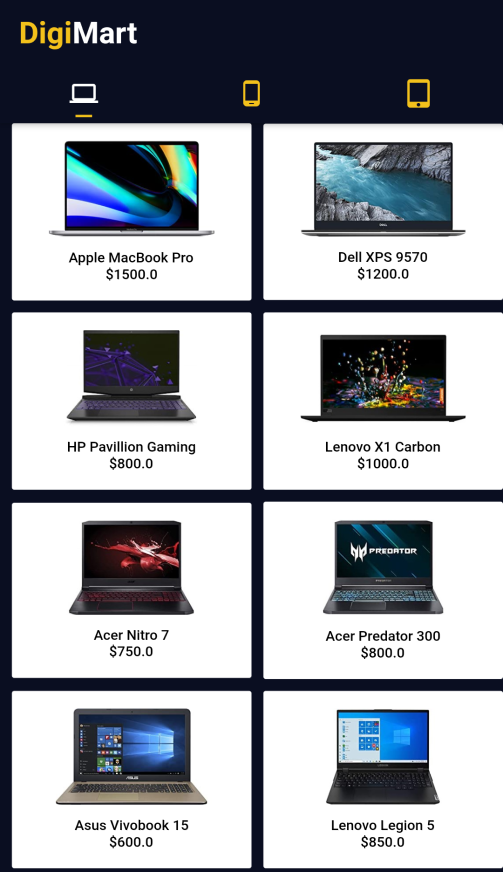 DigiMart
Apple MacBook Pro
$1500.0
Dell XPS 9570
$1200.0
HP Pavillion Gaming
$800.0
Lenovo X1 Carbon
$1000.0
Acer Nitro 7
$750.0
PREDATOR
Acer Predator 300
$800.0
ASUS
Asus Vivobook 15
$600.0
Lenovo Legion 5
$850.0